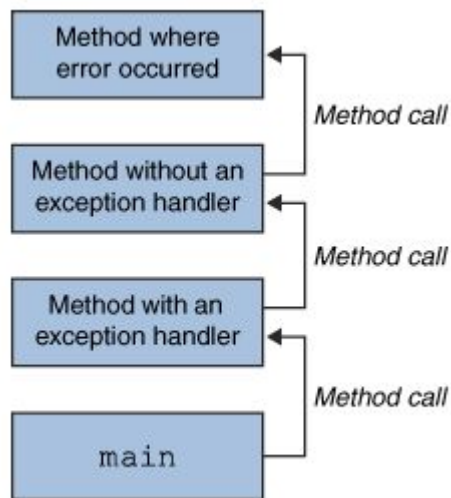 Method where
error occurred
Method call
Method without an
exception handler
Method call
Method with an
exception handler
Method call
main